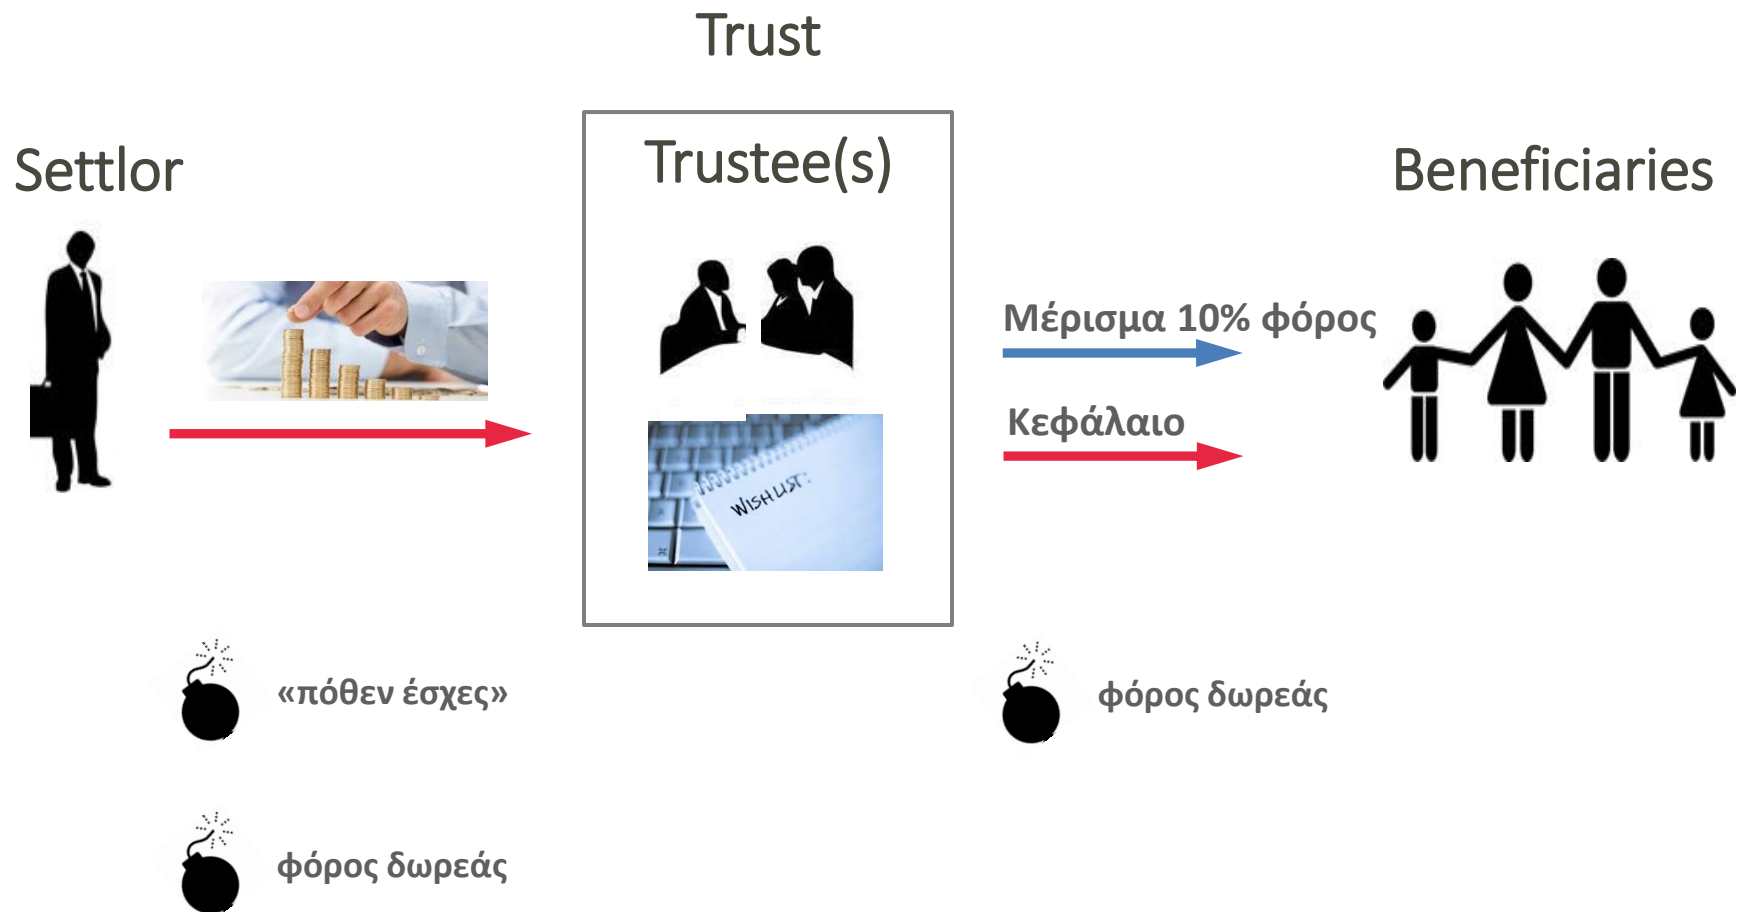 Trust
Settlor
Trustee(s)
Beneficiaries
Μέρισμα 10% φόρος
Κεφάλαιο
WISH LIST:
«πόθεν έσχες»
φόρος δωρεάς
φόρος δωρεάς